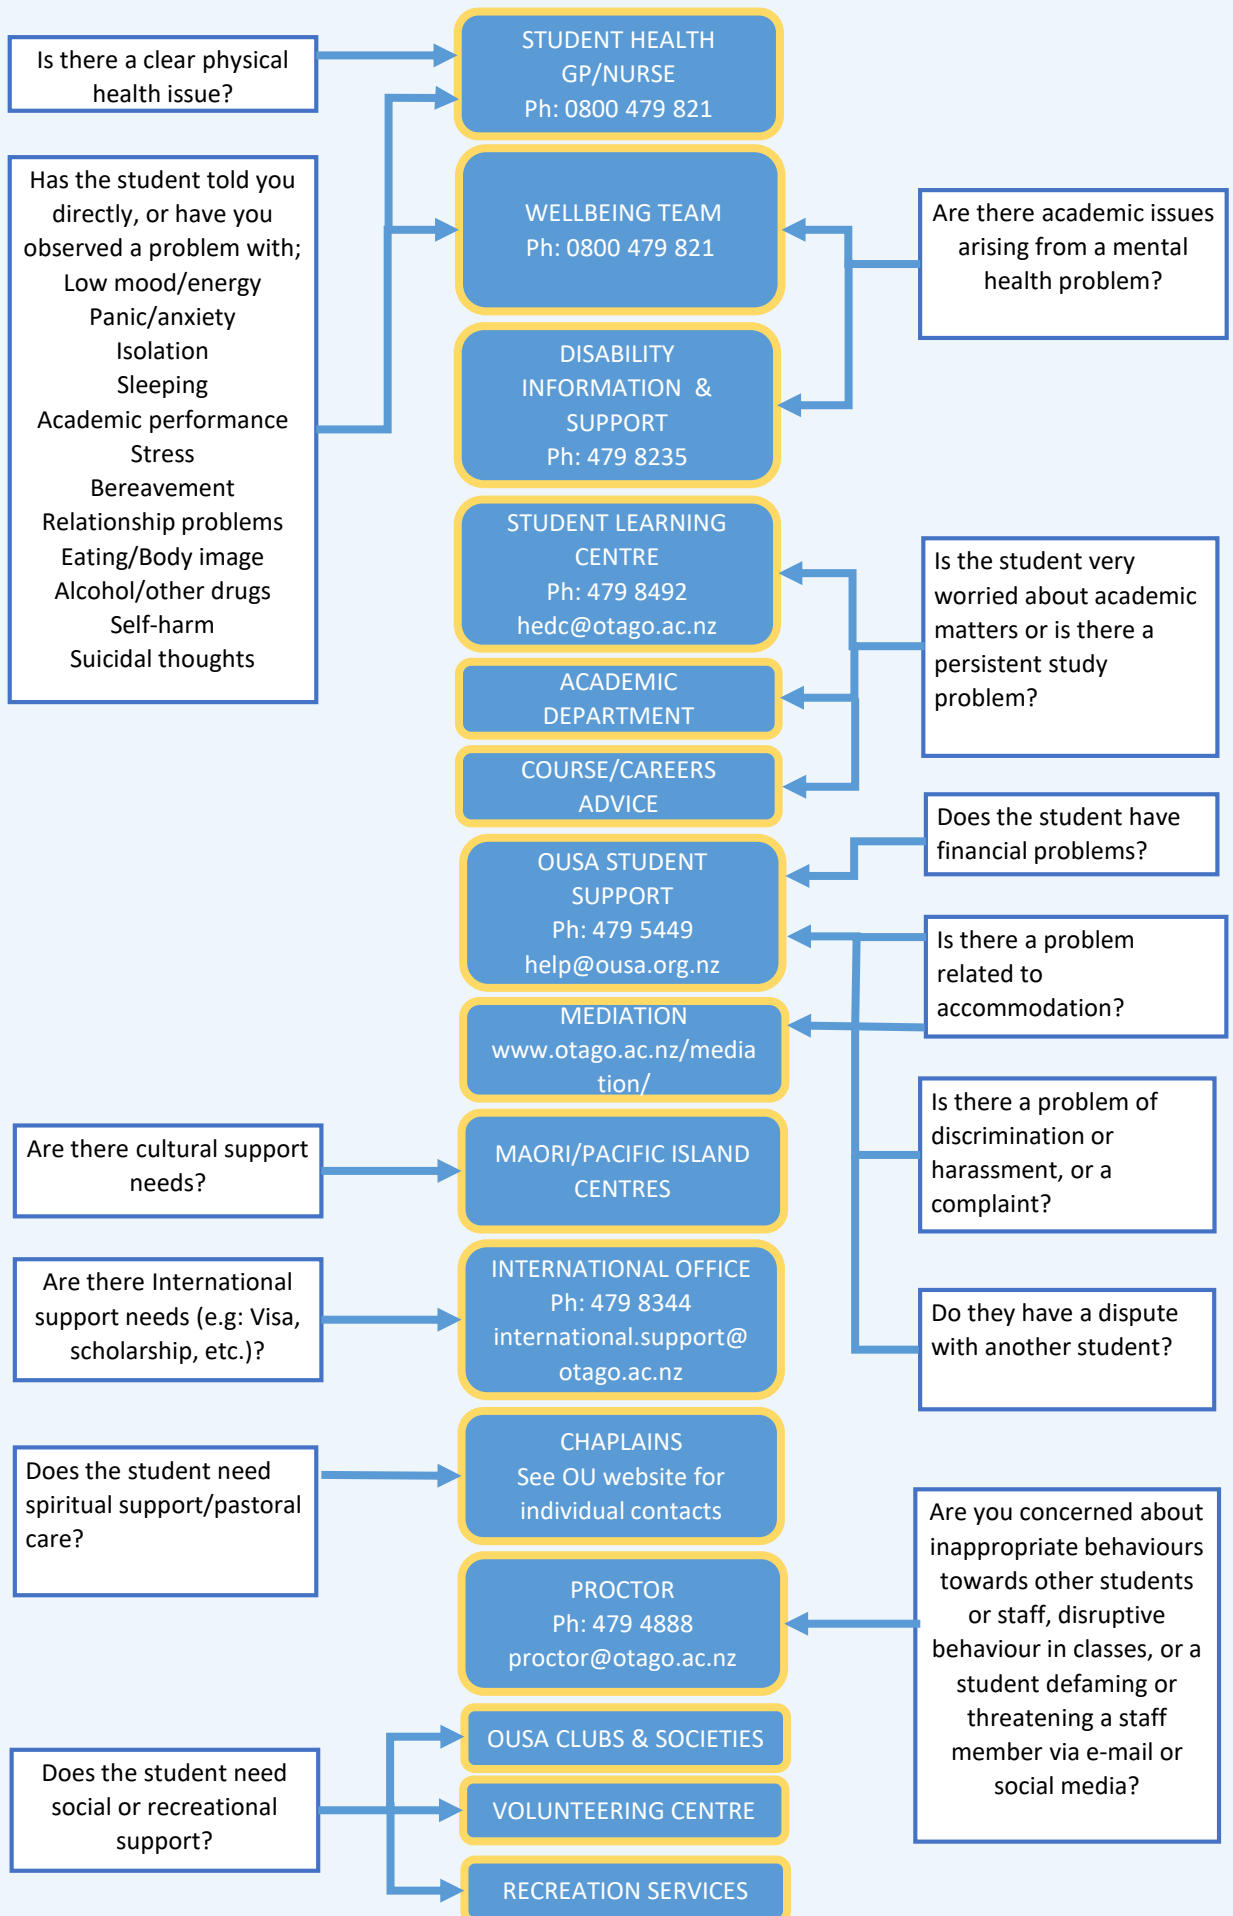 Is there a clear physical
health issue?
STUDENT HEALTH
GP/NURSE
Ph: 0800 479 821
Has the student told you
directly, or have you
observed a problem with;
Low mood/energy
Panic/anxiety
Isolation
Sleeping
Academic performance
Stress
Bereavement
Relationship problems
Eating/Body image
Alcohol/other drugs
Self-harm
Suicidal thoughts
WELLBEING TEAM
Ph: 0800 479 821
Are there academic issues
arising from a mental
health problem?
DISABILITY
INFORMATION &
SUPPORT
Ph: 479 8235
STUDENT LEARNING
CENTRE
Ph: 479 8492
hedc@otago.ac.nz
Is the student very
worried about academic
matters or is there a
persistent study
problem?
ACADEMIC
DEPARTMENT
COURSE/CAREERS
ADVICE
Does the student have
financial problems?
OUSA STUDENT
SUPPORT
Ph: 479 5449
help@ousa.org.nz
Is there a problem
related to
accommodation?
MEDIATION
www.otago.ac.nz/media
tion/
Is there a problem of
discrimination or
harassment, or a
complaint?
Are there cultural support
needs?
MAORI/PACIFIC ISLAND
CENTRES
Are there International
support needs (e.g: Visa,
scholarship, etc.)?
INTERNATIONAL OFFICE
Ph: 479 8344
international.support@
otago.ac.nz
Do they have a dispute
with another student?
Does the student need
spiritual support/pastoral
care?
CHAPLAINS
See OU website for
individual contacts
PROCTOR
Ph: 479 4888
proctor@otago.ac.nz
Are you concerned about
inappropriate behaviours
towards other students
or staff, disruptive
behaviour in classes, or a
student defaming or
threatening a staff
member via e-mail or
social media?
Does the student need
social or recreational
support?
OUSA CLUBS & SOCIETIES
VOLUNTEERING CENTRE
RECREATION SERVICES